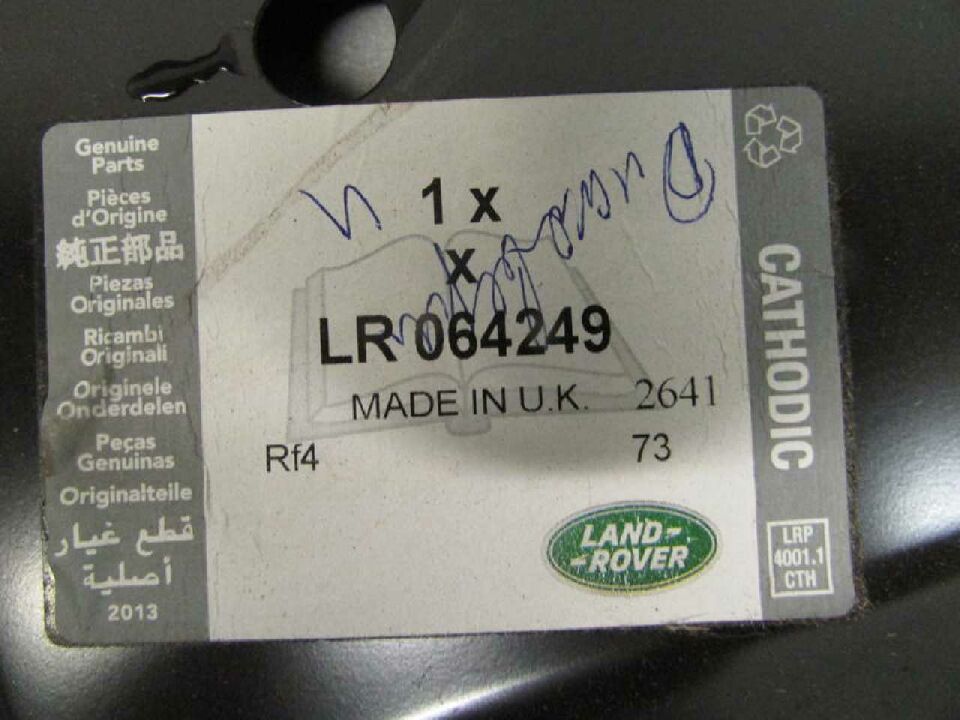 Genuine
Parts
Pièces
d'Origine
純正部品
Piezas
Originales
Ricambi
Originali
Originele
Onderdelen
Peças
Genuinas
Originalteile
قطع غيار
أصلية
2013
1 x
x
LR 064249
MADE IN U.K. 2641
Rf4 73
LAND-
-ROVER
CATHODIC
LRP
4001.1
CTH